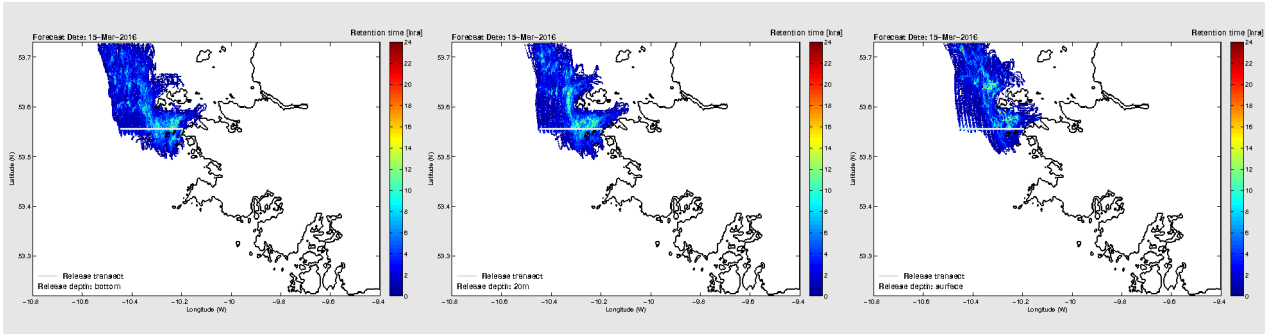 Forecast Date: 15-Mar-2016
Retention time [hrs]
24
22
20
18
16
14
12
10
8
6
4
2
0
53.7
53.6
53.5
53.4
53.3
Latitude (N)
Release transect
Release depth: bottom
-10.8 -10.6 -10.4 -10.2 -10 -9.8 -9.6 -9.4
Longitude (W)
Forecast Date: 15-Mar-2016
Retention time [hrs]
24
22
20
18
16
14
12
10
8
6
4
2
0
53.7
53.6
53.5
53.4
53.3
Latitude (N)
Release transect
Release depth: 20m
-10.8 -10.6 -10.4 -10.2 -10 -9.8 -9.6 -9.4
Longitude (W)
Forecast Date: 15-Mar-2016
Retention time [hrs]
24
22
20
18
16
14
12
10
8
6
4
2
0
53.7
53.6
53.5
53.4
53.3
Latitude (N)
Release transect
Release depth: surface
-10.8 -10.6 -10.4 -10.2 -10 -9.8 -9.6 -9.4
Longitude (W)